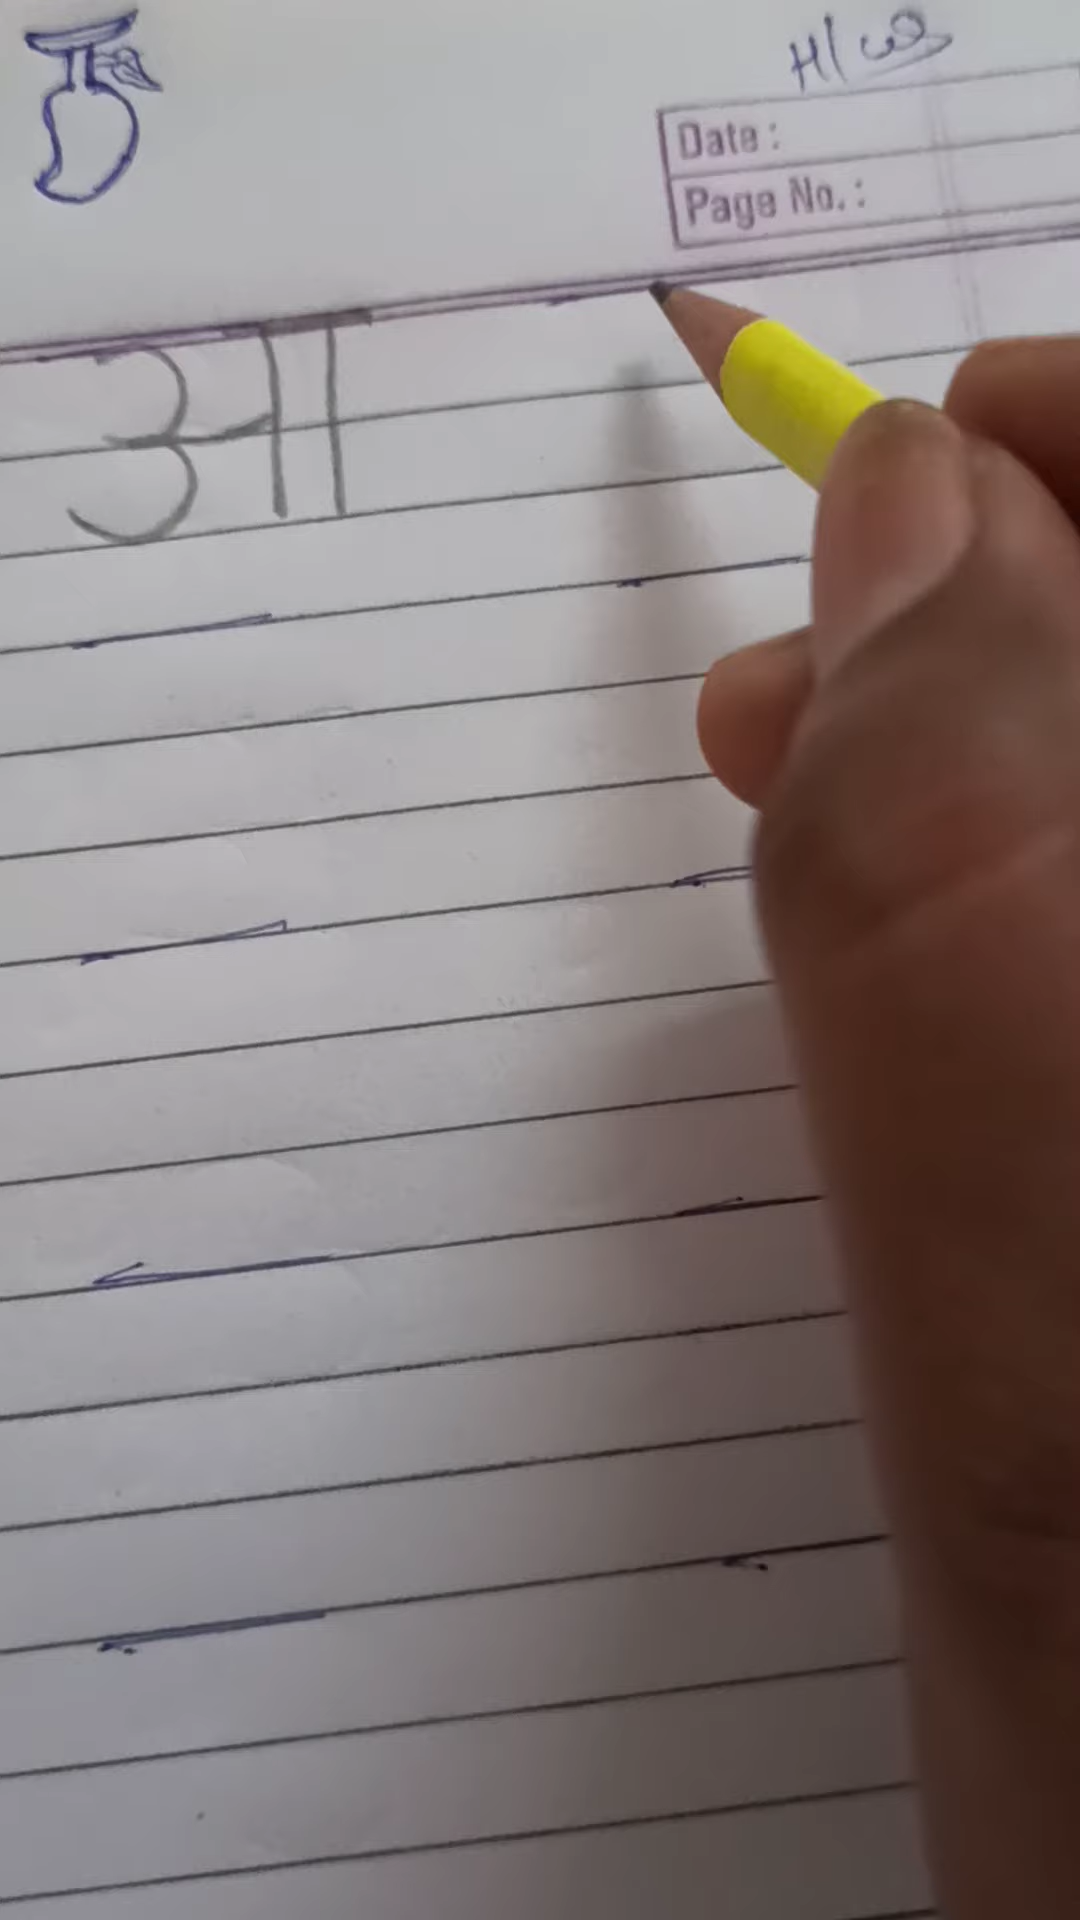 H/W
Date :
Page No. :
आ